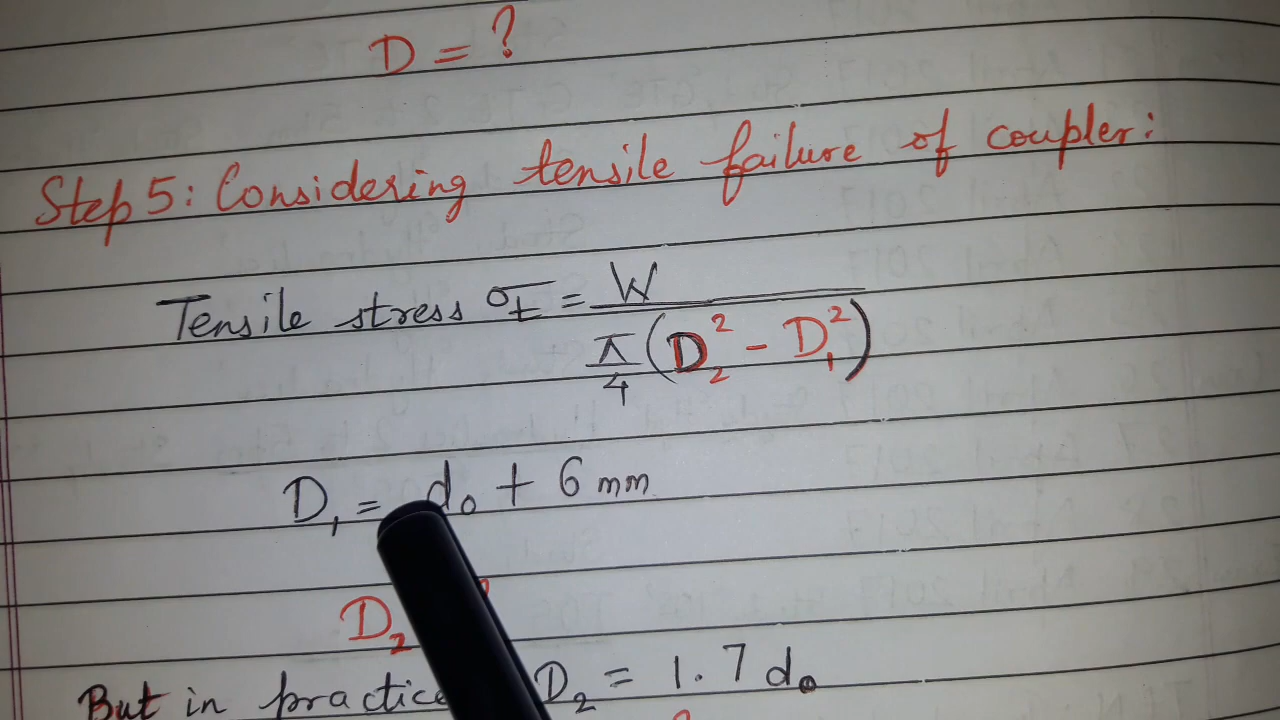 D = ?
Step 5: Considering tensile failure of coupler:
Tensile stress σt = W / π/4 (D₂² - D₁²)
D₁ = d₀ + 6 mm
D₂
But in practice D₂ = 1.7 d₀